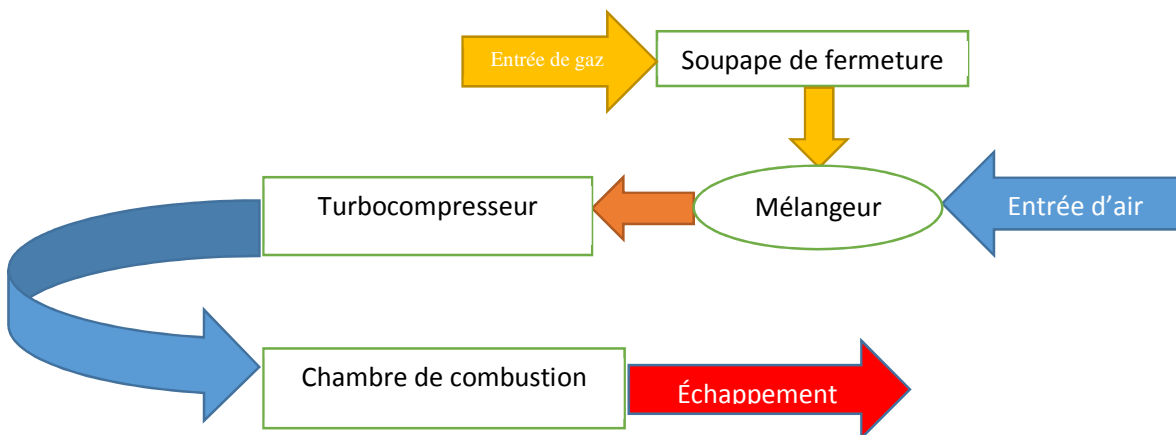 Entrée de gaz
Soupape de fermeture
Turbocompresseur
Mélangeur
Entrée d’air
Chambre de combustion
Échappement